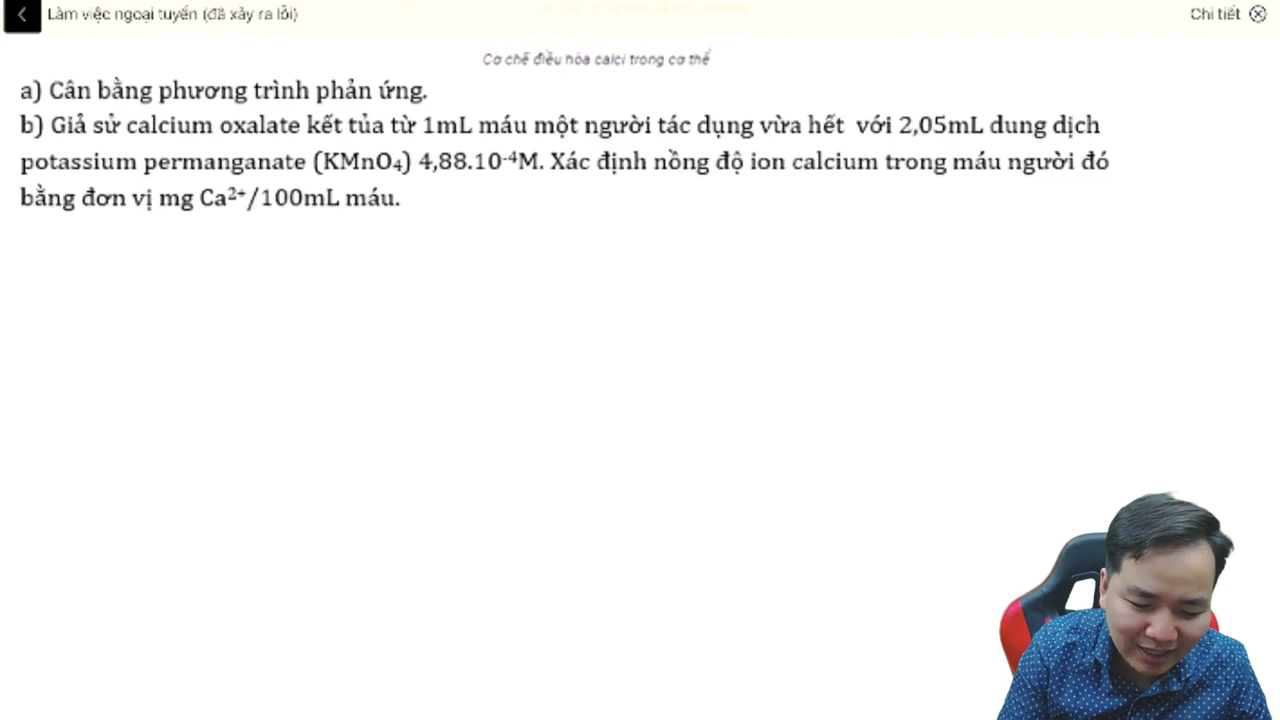 Làm việc ngoại tuyến (đã xảy ra lỗi)
Chi tiết
Cơ chế điều hòa calci trong cơ thể
a) Cân bằng phương trình phản ứng.
b) Giả sử calcium oxalate kết tủa từ 1mL máu một người tác dụng vừa hết với 2,05mL dung dịch
potassium permanganate (KMnO₄) 4,88.10⁻⁴M. Xác định nồng độ ion calcium trong máu người đó
bằng đơn vị mg Ca²⁺/100mL máu.